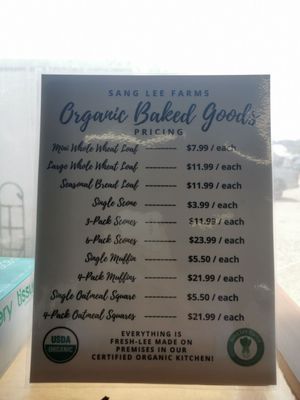 SANG LEE FARMS
Organic Baked Goods
PRICING
Mini Whole Wheat Loaf ---------- $7.99 / each
Large Whole Wheat Loaf ---------- $11.99 / each
Seasonal Bread Loaf ---------- $11.99 / each
Single Scone ---------- $3.99 / each
3-Pack Scones ---------- $11.99 / each
6-Pack Scones ---------- $23.99 / each
Single Muffin ---------- $5.50 / each
4-Pack Muffins ---------- $21.99 / each
Single Oatmeal Square ---------- $5.50 / each
4-Pack Oatmeal Squares ---------- $21.99 / each
EVERYTHING IS
FRESH-LEE MADE ON
PREMISES IN OUR
CERTIFIED ORGANIC KITCHEN!
USDA
ORGANIC